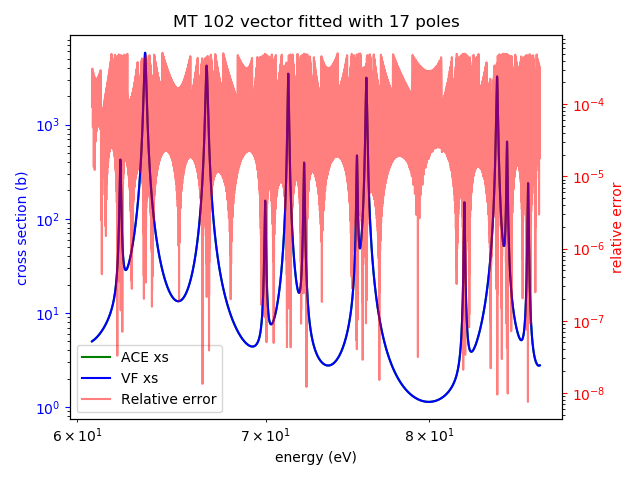 MT 102 vector fitted with 17 poles
cross section (b)
10³
10²
10¹
10⁰
10⁻⁴
10⁻⁵
10⁻⁶
10⁻⁷
10⁻⁸
relative error
ACE xs
VF xs
Relative error
6 × 10¹ 7 × 10¹ 8 × 10¹
energy (eV)